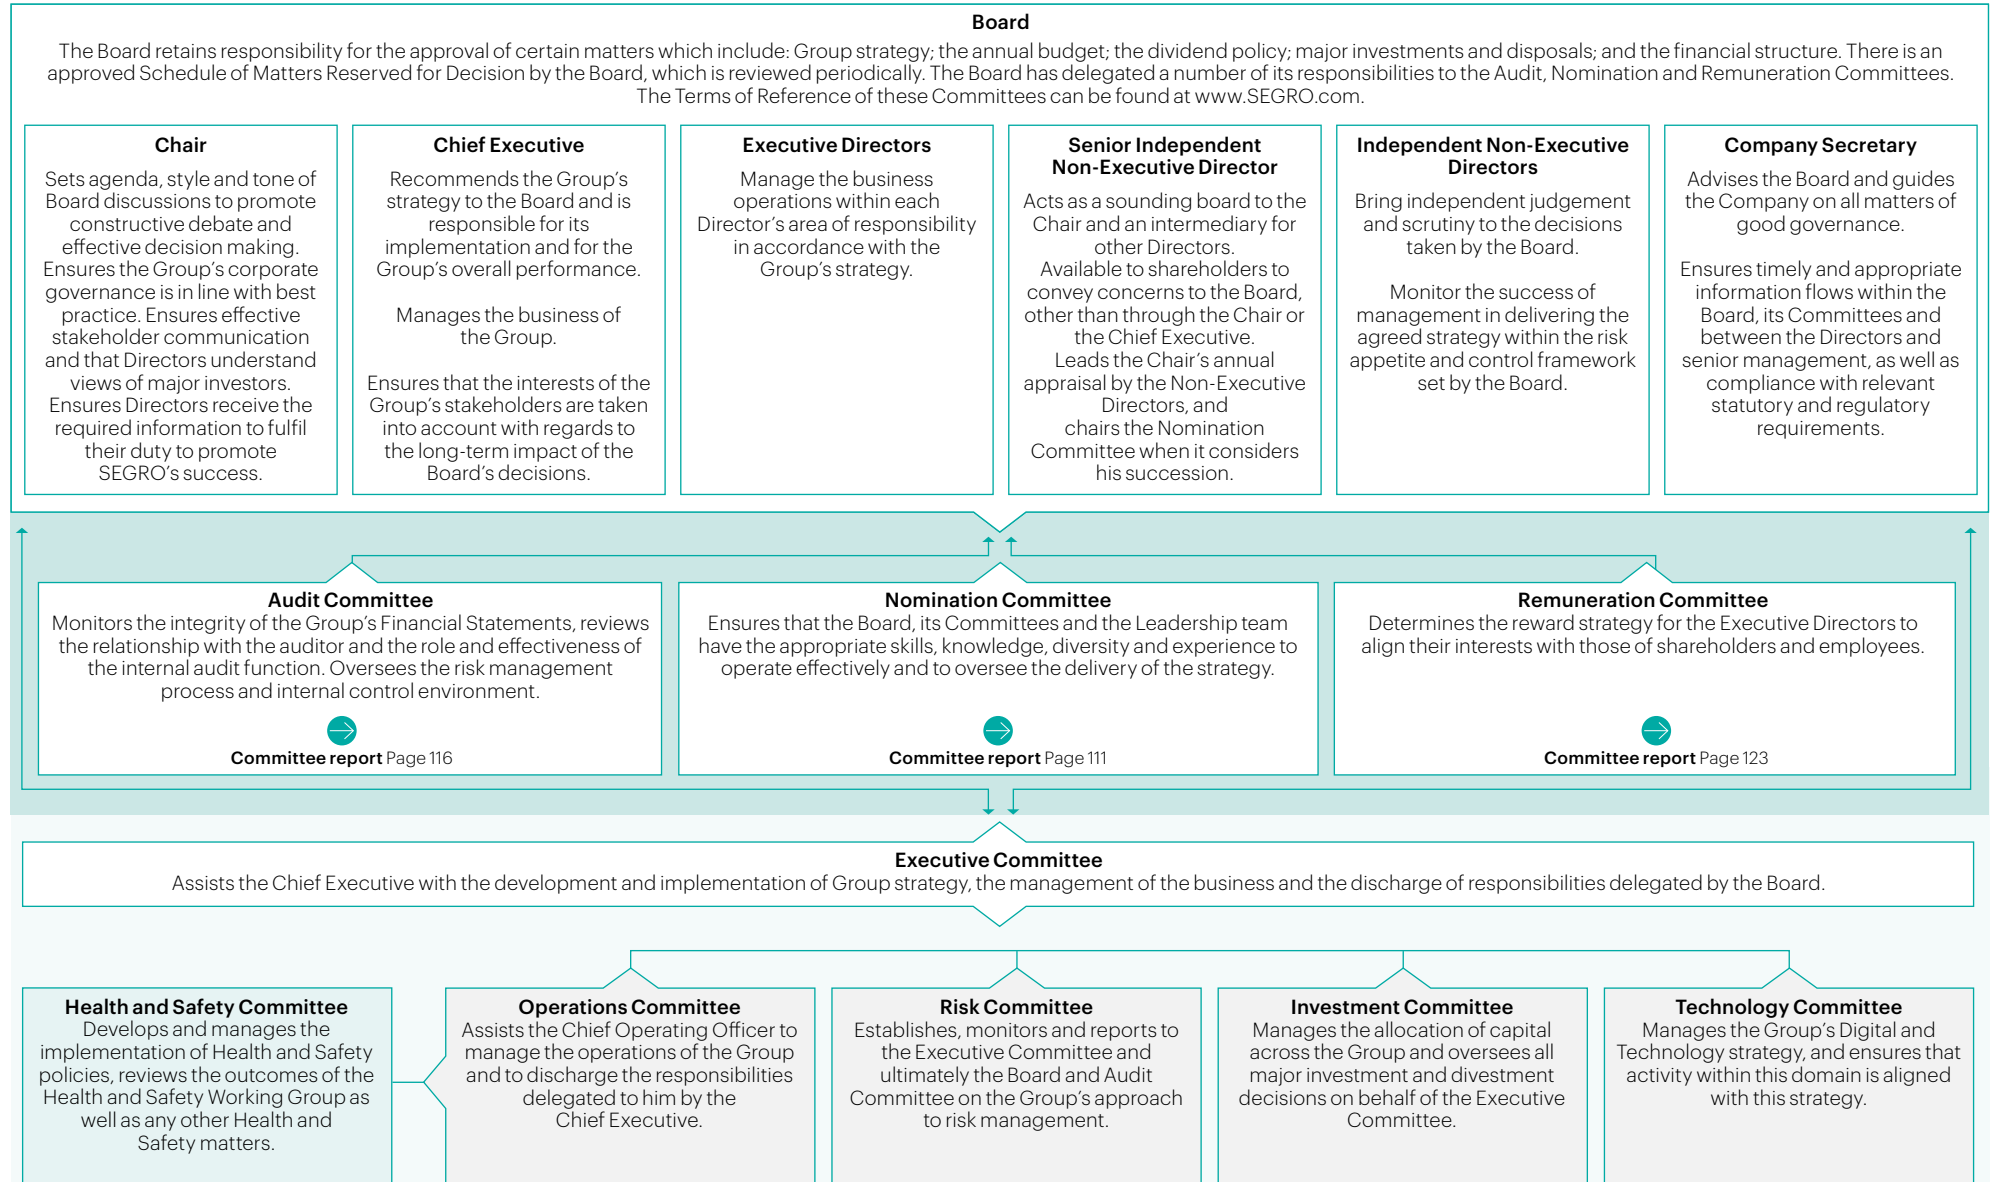 Board
The Board retains responsibility for the approval of certain matters which include: Group strategy; the annual budget; the dividend policy; major investments and disposals; and the financial structure. There is an
approved Schedule of Matters Reserved for Decision by the Board, which is reviewed periodically. The Board has delegated a number of its responsibilities to the Audit, Nomination and Remuneration Committees.
The Terms of Reference of these Committees can be found at www.SEGRO.com.
Chair
Sets agenda, style and tone of
Board discussions to promote
constructive debate and
effective decision making.
Ensures the Group's corporate
governance is in line with best
practice. Ensures effective
stakeholder communication
and that Directors understand
views of major investors.
Ensures Directors receive the
required information to fulfil
their duty to promote
SEGRO's success.
Chief Executive
Recommends the Group's
strategy to the Board and is
responsible for its
implementation and for the
Group's overall performance.
Manages the business of
the Group.
Ensures that the interests of the
Group's stakeholders are taken
into account with regards to
the long-term impact of the
Board's decisions.
Executive Directors
Manage the business
operations within each
Director's area of responsibility
in accordance with the
Group's strategy.
Senior Independent
Non-Executive Director
Acts as a sounding board to the
Chair and an intermediary for
other Directors.
Available to shareholders to
convey concerns to the Board,
other than through the Chair or
the Chief Executive.
Leads the Chair's annual
appraisal by the Non-Executive
Directors, and
chairs the Nomination
Committee when it considers
his succession.
Independent Non-Executive
Directors
Bring independent judgement
and scrutiny to the decisions
taken by the Board.
Monitor the success of
management in delivering the
agreed strategy within the risk
appetite and control framework
set by the Board.
Company Secretary
Advises the Board and guides
the Company on all matters of
good governance.
Ensures timely and appropriate
information flows within the
Board, its Committees and
between the Directors and
senior management, as well as
compliance with relevant
statutory and regulatory
requirements.
Audit Committee
Monitors the integrity of the Group's Financial Statements, reviews
the relationship with the auditor and the role and effectiveness of
the internal audit function. Oversees the risk management
process and internal control environment.
Committee report Page 116
Nomination Committee
Ensures that the Board, its Committees and the Leadership team
have the appropriate skills, knowledge, diversity and experience to
operate effectively and to oversee the delivery of the strategy.
Committee report Page 111
Remuneration Committee
Determines the reward strategy for the Executive Directors to
align their interests with those of shareholders and employees.
Committee report Page 123
Executive Committee
Assists the Chief Executive with the development and implementation of Group strategy, the management of the business and the discharge of responsibilities delegated by the Board.
Health and Safety Committee
Develops and manages the
implementation of Health and Safety
policies, reviews the outcomes of the
Health and Safety Working Group as
well as any other Health and
Safety matters.
Operations Committee
Assists the Chief Operating Officer to
manage the operations of the Group
and to discharge the responsibilities
delegated to him by the
Chief Executive.
Risk Committee
Establishes, monitors and reports to
the Executive Committee and
ultimately the Board and Audit
Committee on the Group's approach
to risk management.
Investment Committee
Manages the allocation of capital
across the Group and oversees all
major investment and divestment
decisions on behalf of the Executive
Committee.
Technology Committee
Manages the Group's Digital and
Technology strategy, and ensures that
activity within this domain is aligned
with this strategy.